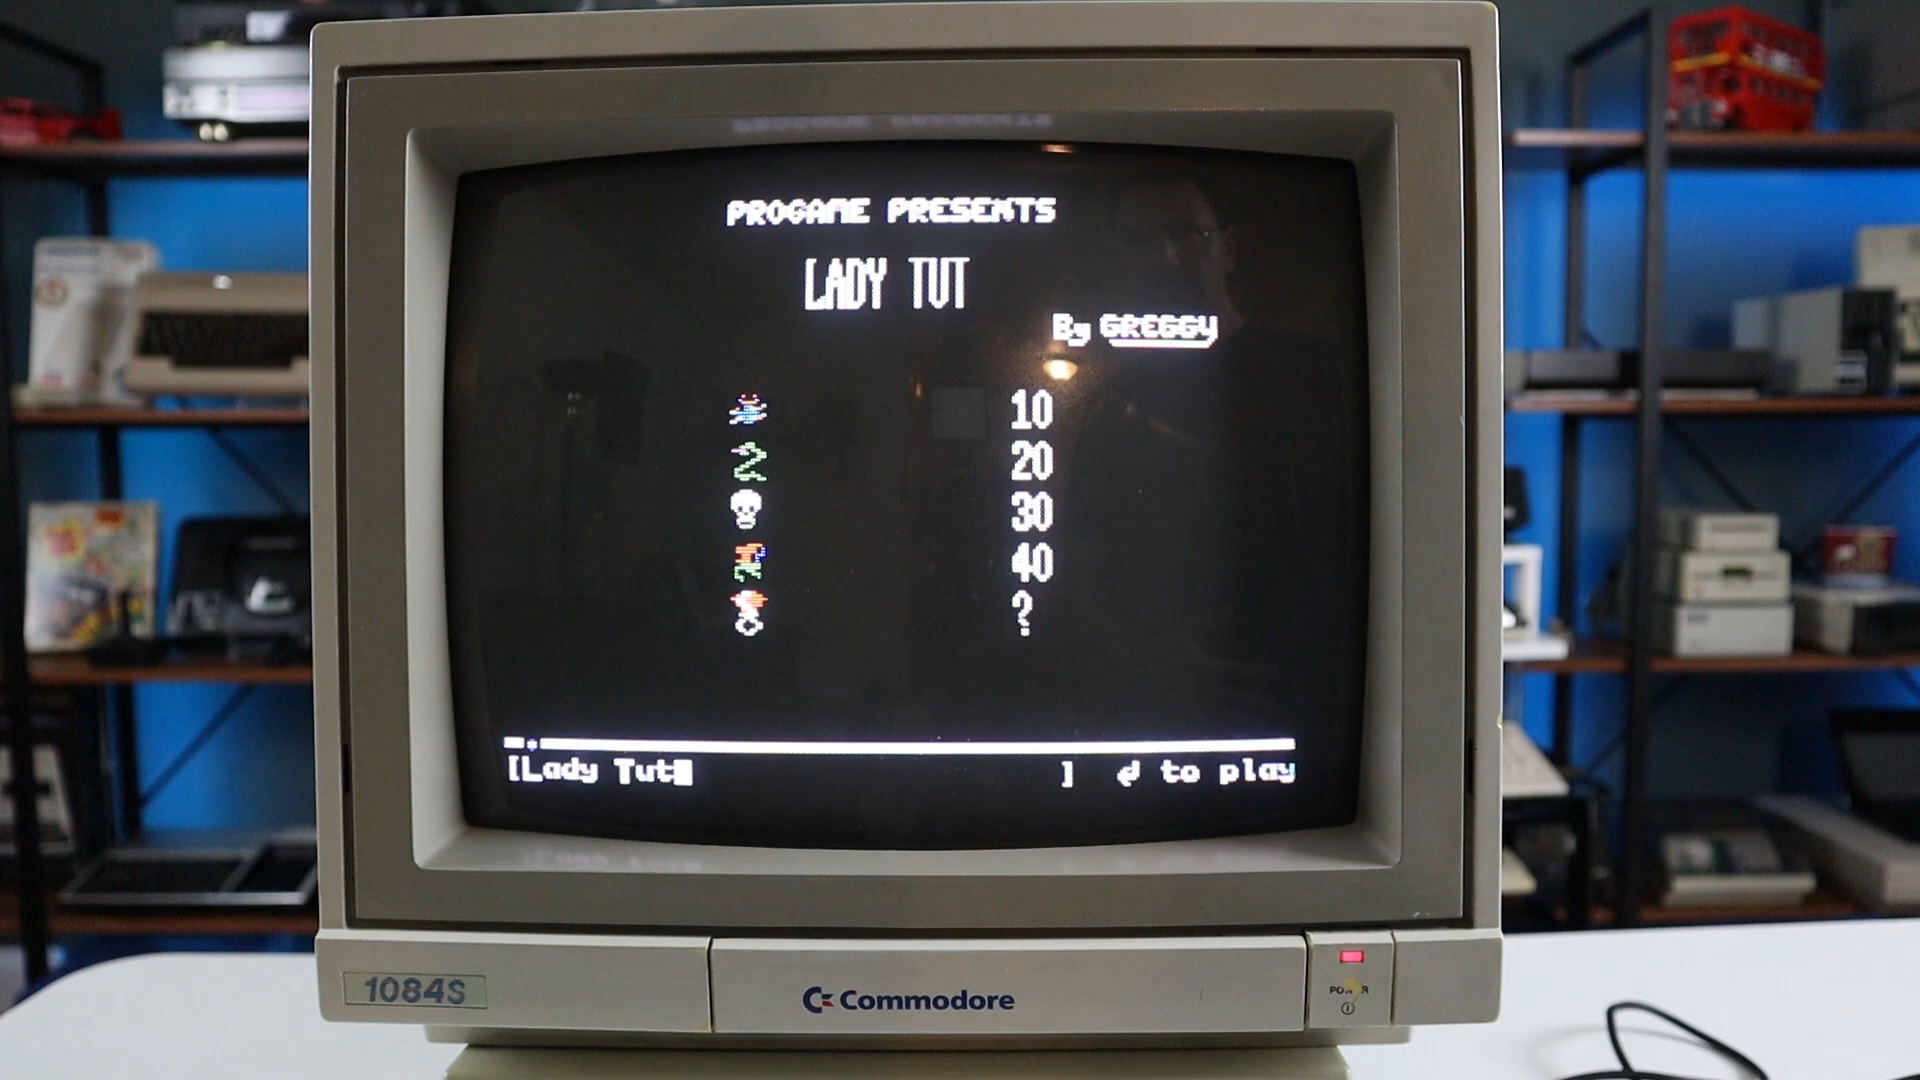 PROGAME PRESENTS
LADY TUT
By GREGGY
10
20
30
40
?
[Lady Tut ] ↲ to play
1084S
Commodore
POWER